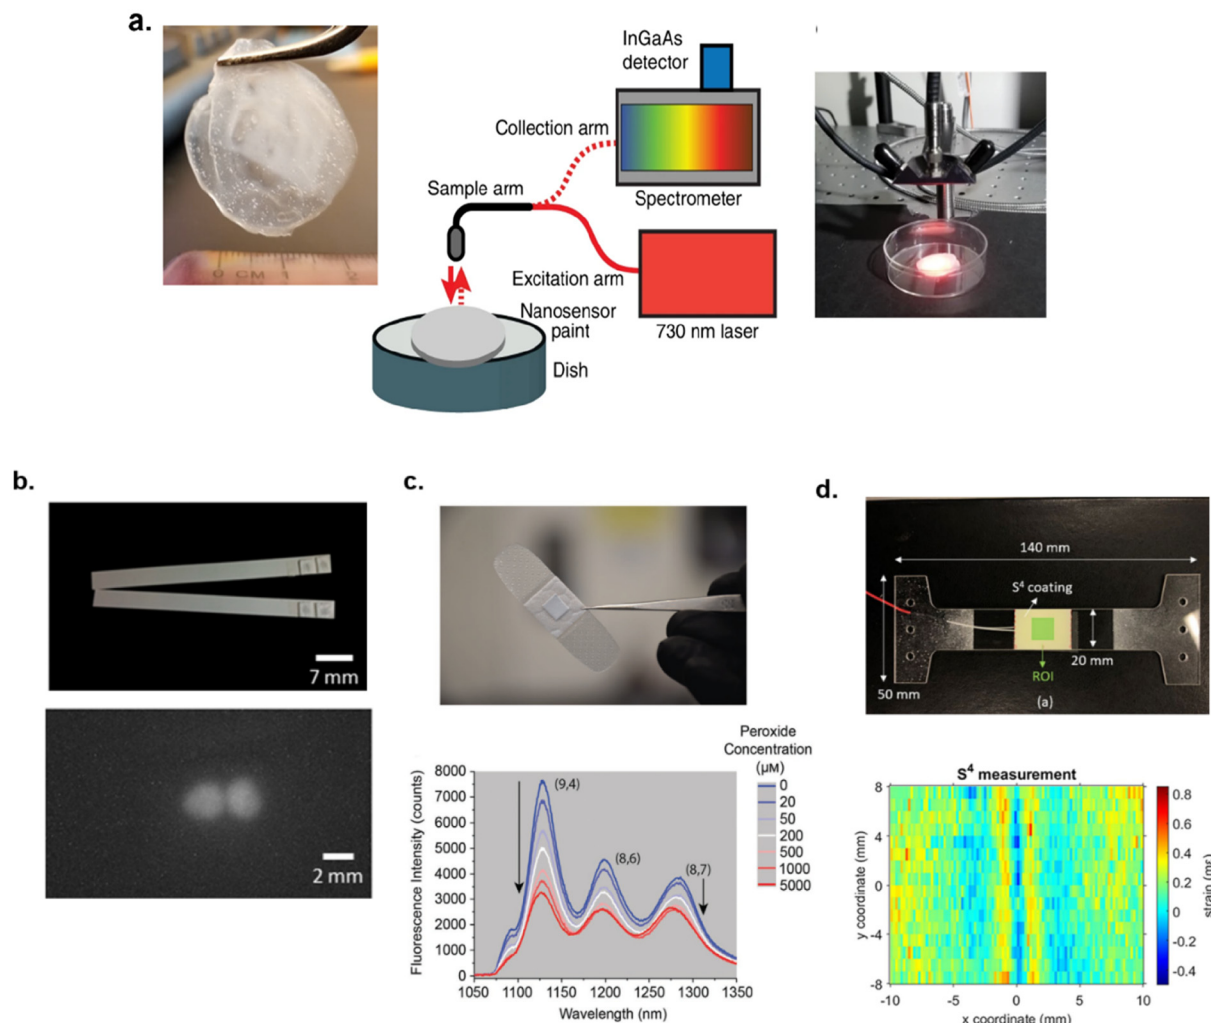 a.
InGaAs
detector
Collection arm
Sample arm
Spectrometer
Excitation arm
Nanosensor
paint
730 nm laser
Dish
0 CM 1 2
b.
7 mm
2 mm
c.
Peroxide
Concentration
(μM)
0
20
50
200
500
1000
5000
Fluorescence Intensity (counts)
8000
7000
6000
5000
4000
3000
2000
1000
0
(9,4)
(8,6)
(8,7)
1050 1100 1150 1200 1250 1300 1350
Wavelength (nm)
d.
140 mm
S⁴ coating
20 mm
50 mm
ROI
(a)
S⁴ measurement
y coordinate (mm)
8
4
0
-4
-8
-10 -5 0 5 10
x coordinate (mm)
0.8
0.6
0.4
0.2
0
-0.2
-0.4
strain (mε)